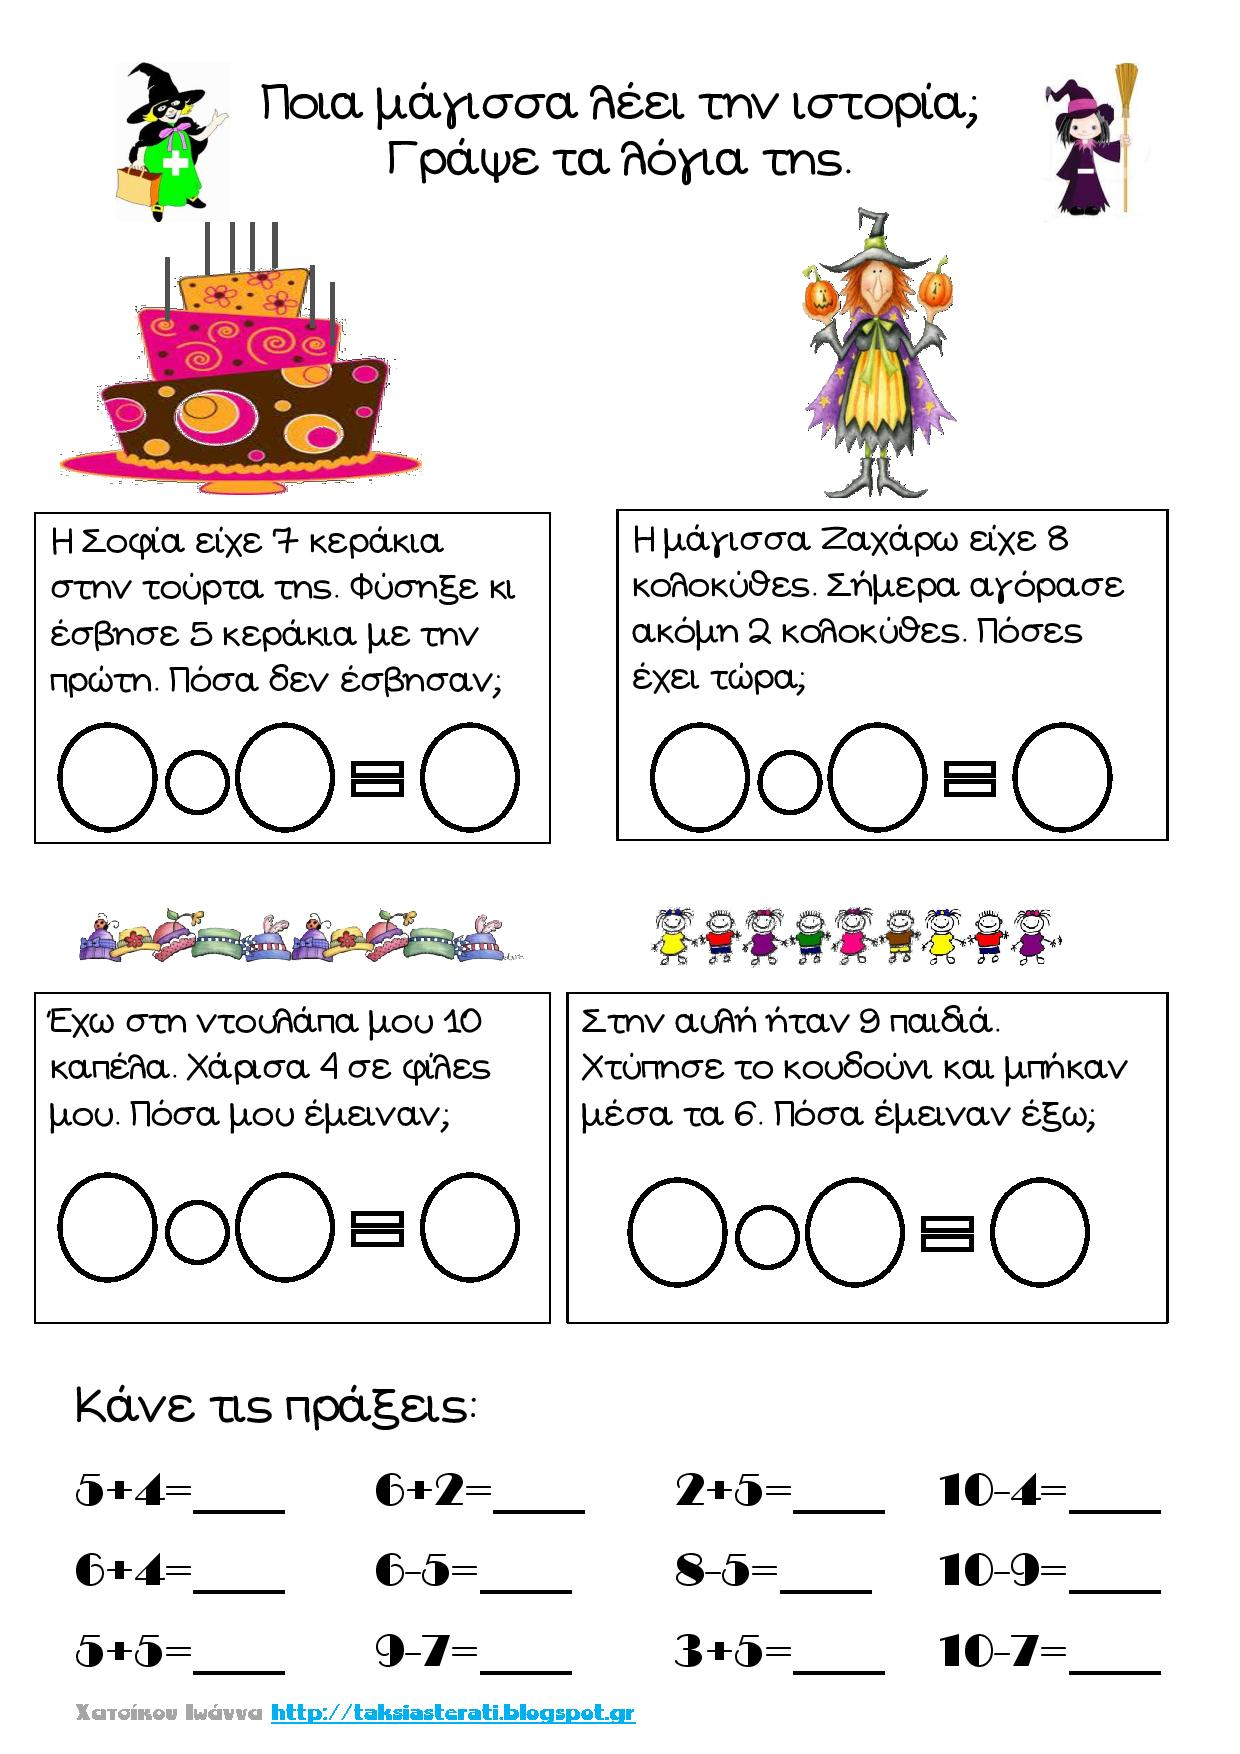 Ποια μάγισσα λέει την ιστορία;
Γράψε τα λόγια της.
Η Σοφία είχε 7 κεράκια
στην τούρτα της. Φύσηξε κι
έσβησε 5 κεράκια με την
πρώτη. Πόσα δεν έσβησαν;
=
Η μάγισσα Ζαχάρω είχε 8
κολοκύθες. Σήμερα αγόρασε
ακόμη 2 κολοκύθες. Πόσες
έχει τώρα;
=
Έχω στη ντουλάπα μου 10
καπέλα. Χάρισα 4 σε φίλες
μου. Πόσα μου έμειναν;
=
Στην αυλή ήταν 9 παιδιά.
Χτύπησε το κουδούνι και μπήκαν
μέσα τα 6. Πόσα έμειναν έξω;
=
Κάνε τις πράξεις:
5+4=____ 6+2=____ 2+5=____ 10-4=____
6+4=____ 6-5=____ 8-5=____ 10-9=____
5+5=____ 9-7=____ 3+5=____ 10-7=____
Χατσίκου Ιωάννα http://taksiasterati.blogspot.gr